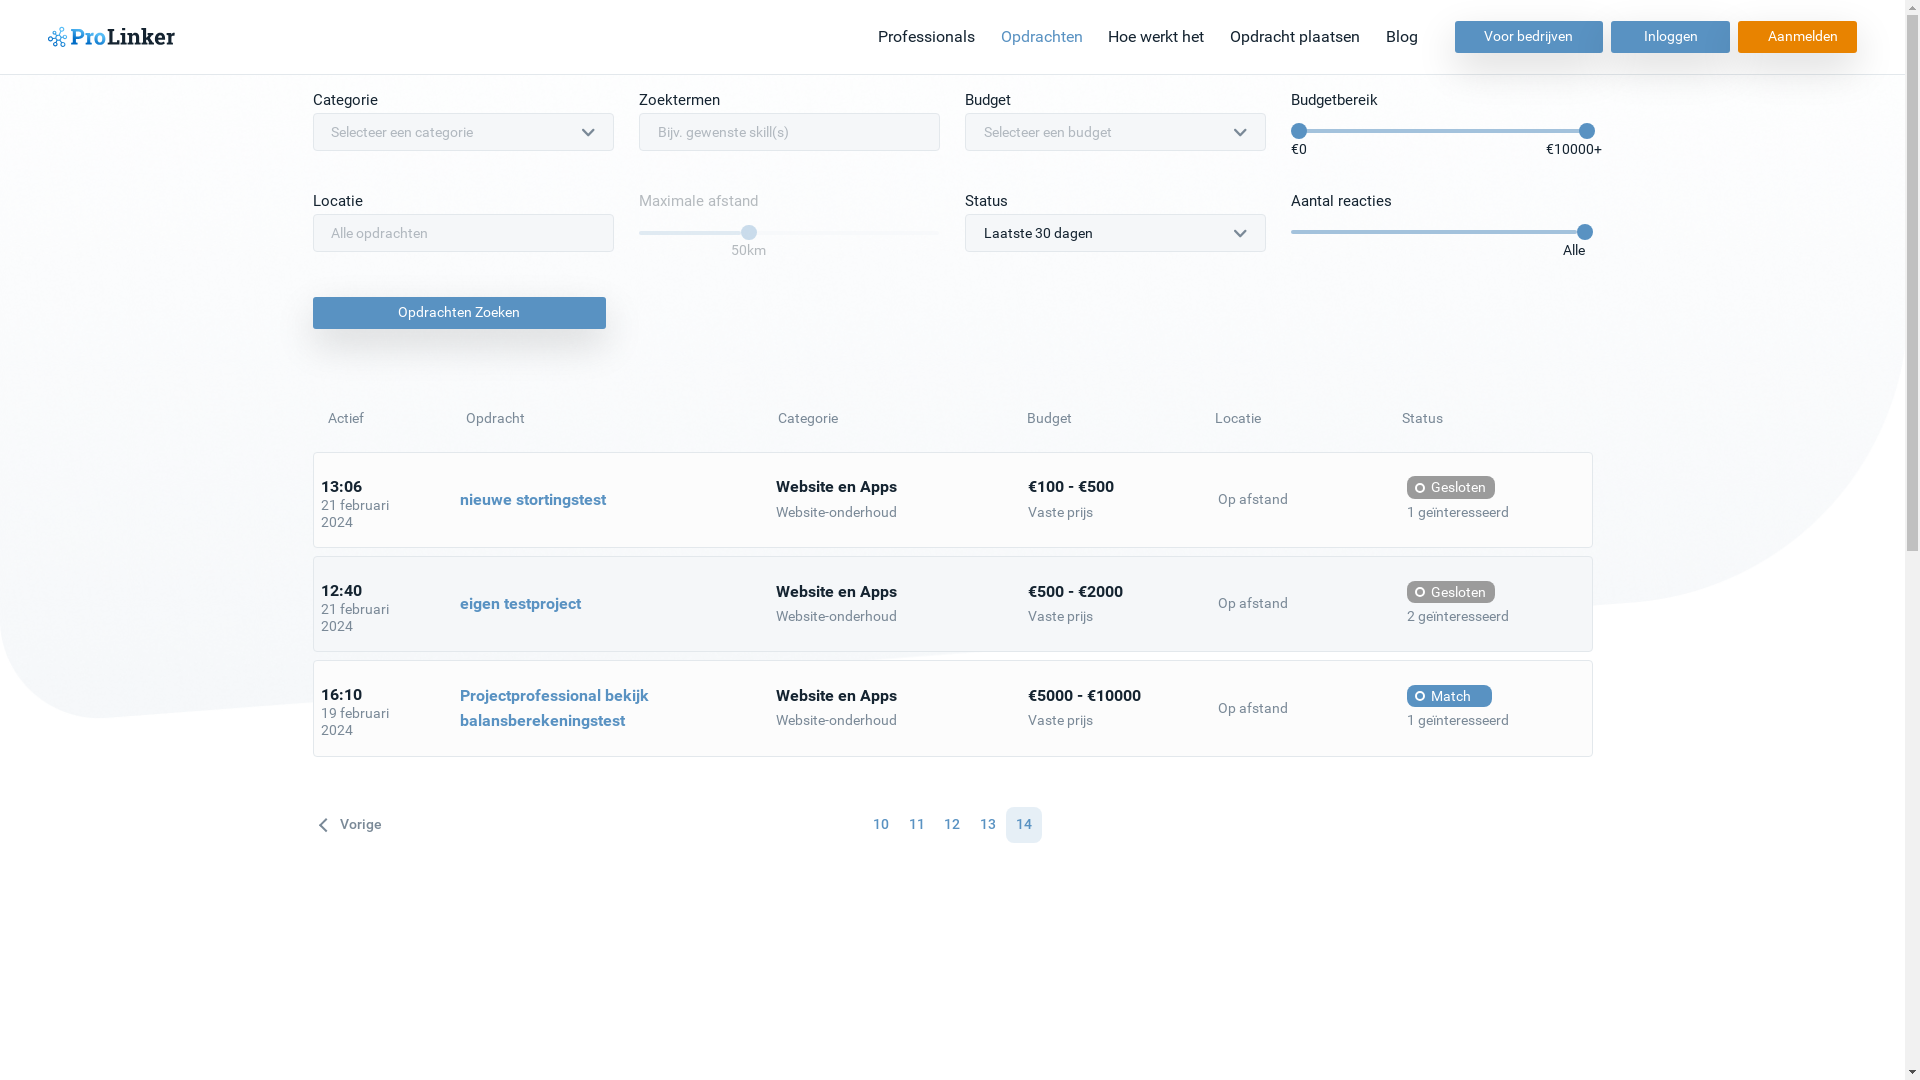 ProLinker
Professionals Opdrachten Hoe werkt het Opdracht plaatsen Blog Voor bedrijven Inloggen Aanmelden
Categorie Zoektermen Budget Budgetbereik
Selecteer een categorie Bijv. gewenste skill(s) Selecteer een budget
€0 €10000+
Locatie Maximale afstand Status Aantal reacties
Alle opdrachten Laatste 30 dagen
50km Alle
Opdrachten Zoeken
Actief Opdracht Categorie Budget Locatie Status
13:06
21 februari
2024
nieuwe stortingstest
Website en Apps
Website-onderhoud
€100 - €500
Vaste prijs
Op afstand
Gesloten
1 geïnteresseerd
12:40
21 februari
2024
eigen testproject
Website en Apps
Website-onderhoud
€500 - €2000
Vaste prijs
Op afstand
Gesloten
2 geïnteresseerd
16:10
19 februari
2024
Projectprofessional bekijk
balansberekeningstest
Website en Apps
Website-onderhoud
€5000 - €10000
Vaste prijs
Op afstand
Match
1 geïnteresseerd
Vorige 10 11 12 13 14